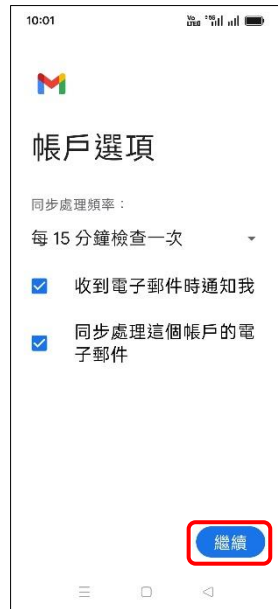 10:01
帳戶選項
同步處理頻率：
每 15 分鐘檢查一次
收到電子郵件時通知我
同步處理這個帳戶的電
子郵件
繼續